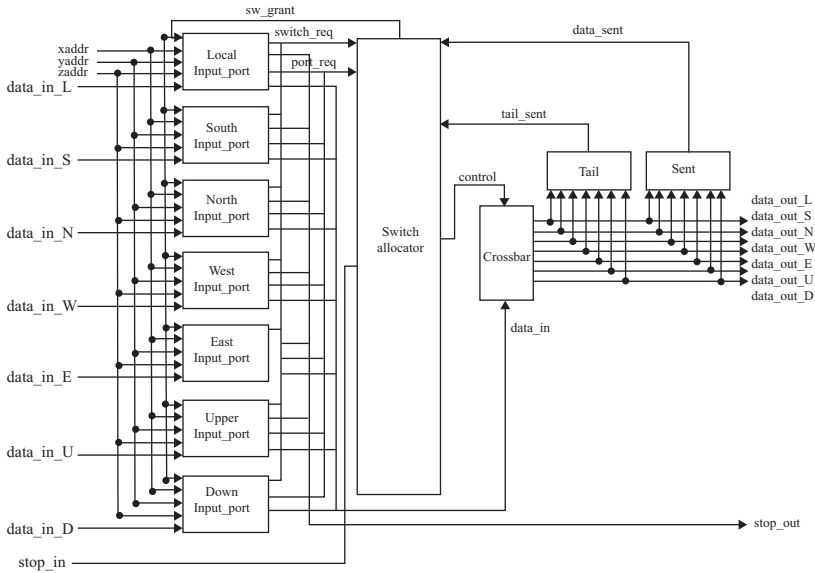 sw_grant
switch_req
data_sent
xaddr
yaddr
zaddr
Local
Input_port
port_req
data_in_L
tail_sent
South
Input_port
data_in_S
Tail
Sent
control
North
Input_port
data_in_N
Switch
allocator
Crossbar
data_out_L
data_out_S
data_out_N
data_out_W
data_out_E
data_out_U
data_out_D
West
Input_port
data_in_W
data_in
East
Input_port
data_in_E
Upper
Input_port
data_in_U
Down
Input_port
data_in_D
stop_out
stop_in